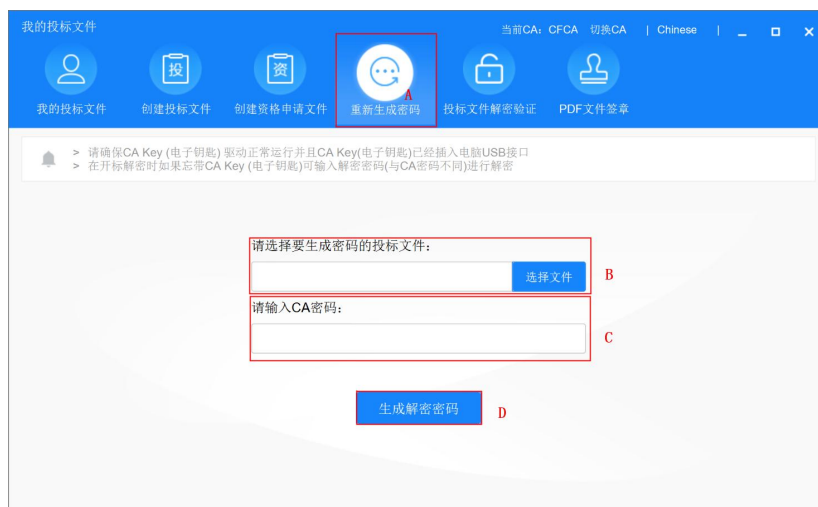 我的投标文件
当前CA：CFCA 切换CA | Chinese |
投 资
A
我的投标文件 创建投标文件 创建资格申请文件 重新生成密码 投标文件解密验证 PDF文件签章
> 请确保CA Key (电子钥匙) 驱动正常运行并且CA Key(电子钥匙)已经插入电脑USB接口
> 在开标解密时如果忘带CA Key (电子钥匙)可输入解密密码(与CA密码不同)进行解密
请选择要生成密码的投标文件：
选择文件 B
请输入CA密码：
C
生成解密密码 D